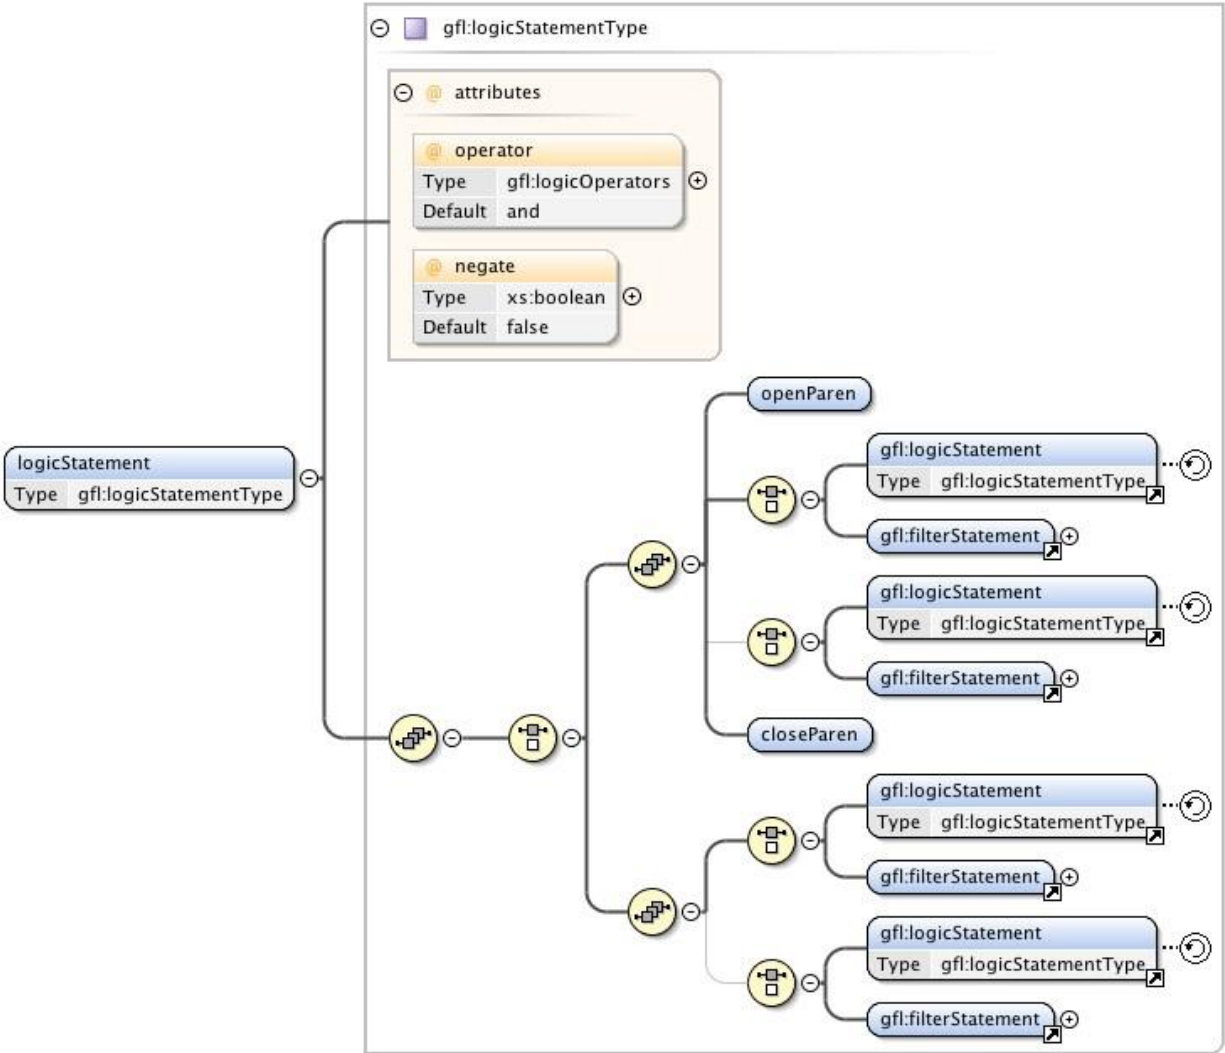 gfl:logicStatementType
@ attributes
@ operator
Type gfl:logicOperators
Default and
@ negate
Type xs:boolean
Default false
openParen
gfl:logicStatement
Type gfl:logicStatementType
gfl:filterStatement
gfl:logicStatement
Type gfl:logicStatementType
gfl:filterStatement
closeParen
logicStatement
Type gfl:logicStatementType
gfl:logicStatement
Type gfl:logicStatementType
gfl:filterStatement
gfl:logicStatement
Type gfl:logicStatementType
gfl:filterStatement